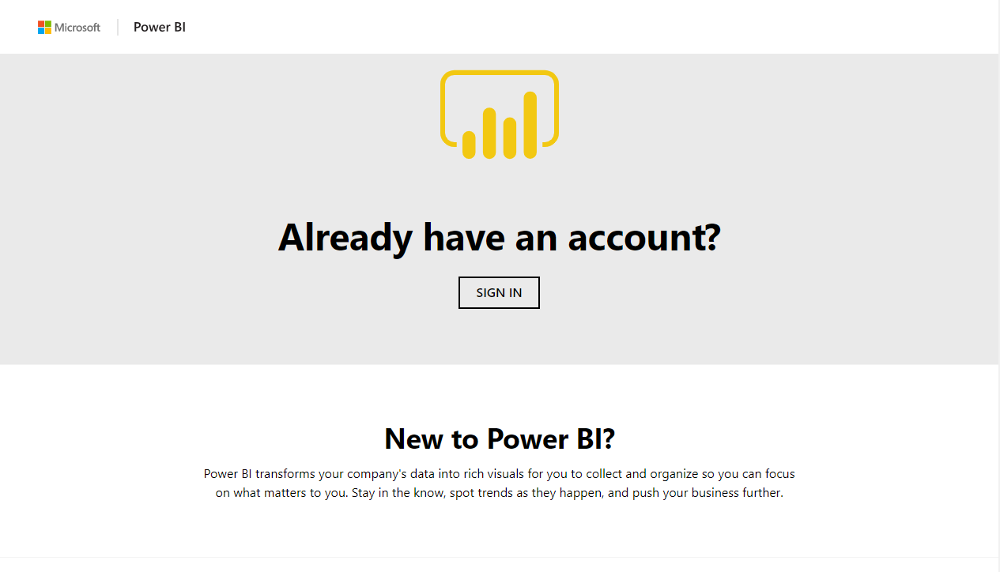 Microsoft
Power BI
Already have an account?
SIGN IN
New to Power BI?
Power BI transforms your company's data into rich visuals for you to collect and organize so you can focus
on what matters to you. Stay in the know, spot trends as they happen, and push your business further.